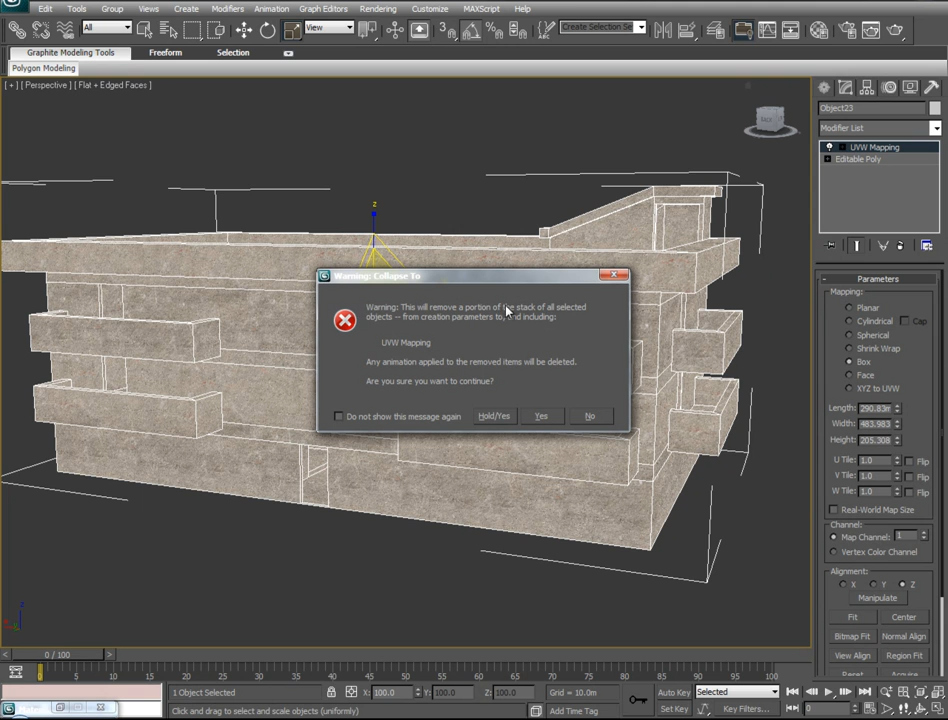 Edit Tools Group Views Create Modifiers Animation Graph Editors Rendering Customize MAXScript Help
All View 3 Create Selection Se
Graphite Modeling Tools Freeform Selection
Polygon Modeling
[ + ] [ Perspective ] [ Flat + Edged Faces ]
Object23
Modifier List
UVW Mapping
Editable Poly
z
Warning: Collapse To
Warning: This will remove a portion of the stack of all selected
objects -- from creation parameters to, and including:
UVW Mapping
Any animation applied to the removed items will be deleted.
Are you sure you want to continue?
Do not show this message again Hold/Yes Yes No
Parameters
Mapping:
Planar
Cylindrical Cap
Spherical
Shrink Wrap
Box
Face
XYZ to UVW
Length: 290.83m
Width: 483.983
Height: 205.308
U Tile: 1.0 Flip
V Tile: 1.0 Flip
W Tile: 1.0 Flip
Real-World Map Size
Channel:
Map Channel: 1
Vertex Color Channel
Alignment:
X Y Z
Manipulate
Fit Center
Bitmap Fit Normal Align
View Align Region Fit
Reset Acquire
z
0 / 100
0 5 10 15 20 25 30 35 40 45 50 55 60 65 70 75 80 85 90 95 100
1 Object Selected X: 100.0 Y: 100.0 Z: 100.0 Grid = 10.0m Auto Key Selected
Click and drag to select and scale objects (uniformly) Add Time Tag Set Key Key Filters... 0